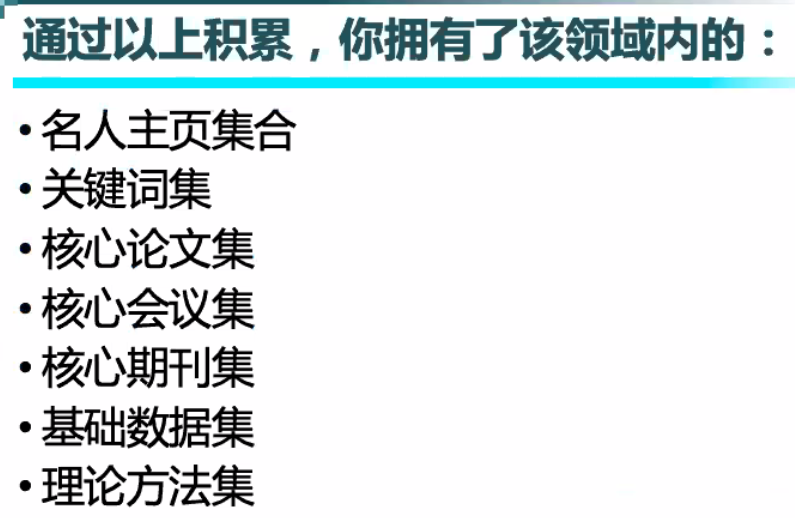 通过以上积累，你拥有了该领域内的：
•名人主页集合
•关键词集
•核心论文集
•核心会议集
•核心期刊集
•基础数据集
•理论方法集